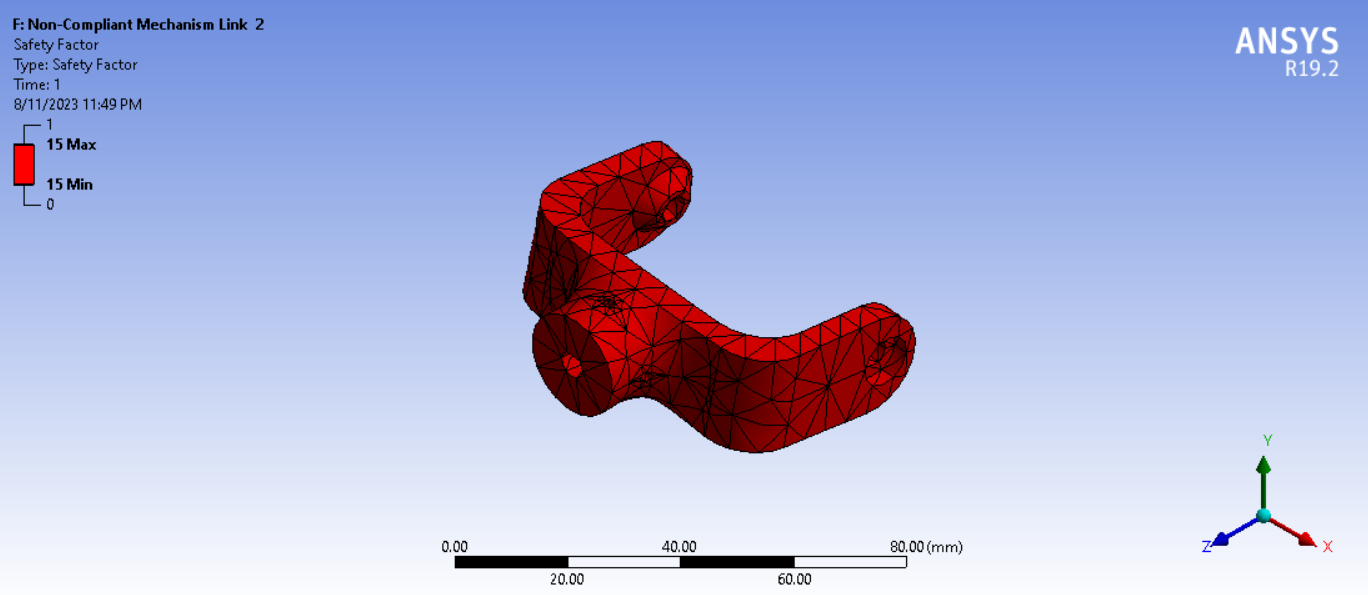 F: Non-Compliant Mechanism Link 2
Safety Factor
Type: Safety Factor
Time: 1
8/11/2023 11:49 PM
1
15 Max
15 Min
0
ANSYS
R19.2
0.00 40.00 80.00 (mm)
20.00 60.00
Y
Z X